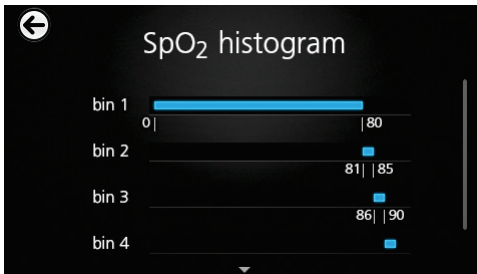 SpO2 histogram
bin 1
0| |80
bin 2
81| |85
bin 3
86| |90
bin 4